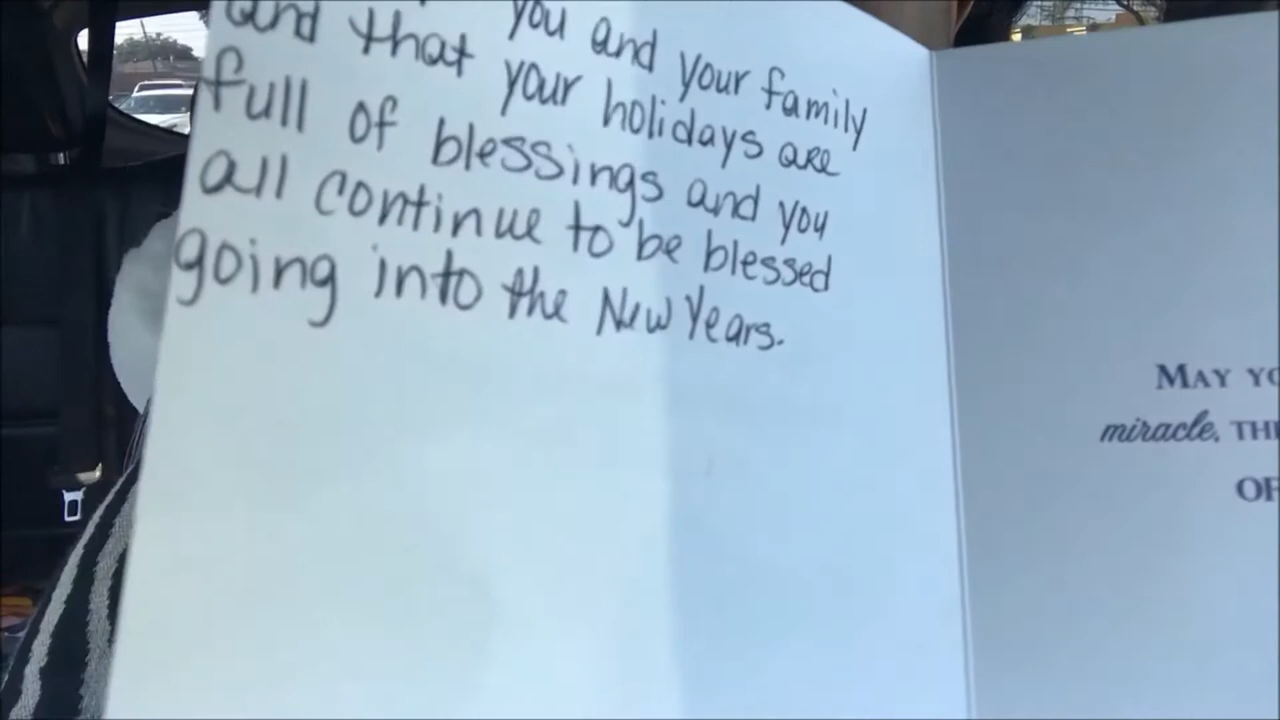 you and your family
and that your holidays are
full of blessings and you
all continue to be blessed
going into the New Years.
MAY
miracle,
OF